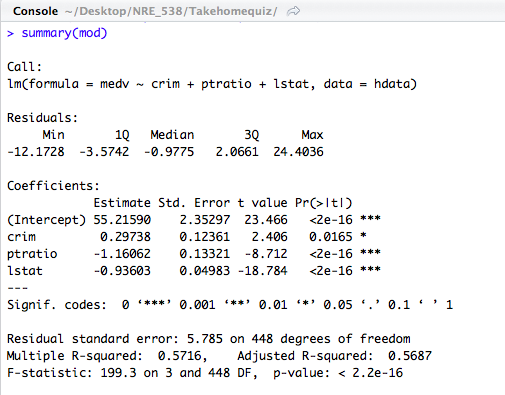 Console ~/Desktop/NRE_538/Takehomequiz/
> summary(mod)
Call:
lm(formula = medv ~ crim + ptratio + lstat, data = hdata)
Residuals:
     Min       1Q   Median       3Q      Max
-12.1728  -3.5742  -0.9775   2.0661  24.4036
Coefficients:
            Estimate Std. Error t value Pr(>|t|)
(Intercept) 55.21590    2.35297  23.466   <2e-16 ***
crim         0.29738    0.12361   2.406   0.0165 *
ptratio     -1.16062    0.13321  -8.712   <2e-16 ***
lstat       -0.93603    0.04983 -18.784   <2e-16 ***
---
Signif. codes:  0 ‘***’ 0.001 ‘**’ 0.01 ‘*’ 0.05 ‘.’ 0.1 ‘ ’ 1
Residual standard error: 5.785 on 448 degrees of freedom
Multiple R-squared:  0.5716,    Adjusted R-squared:  0.5687
F-statistic: 199.3 on 3 and 448 DF,  p-value: < 2.2e-16